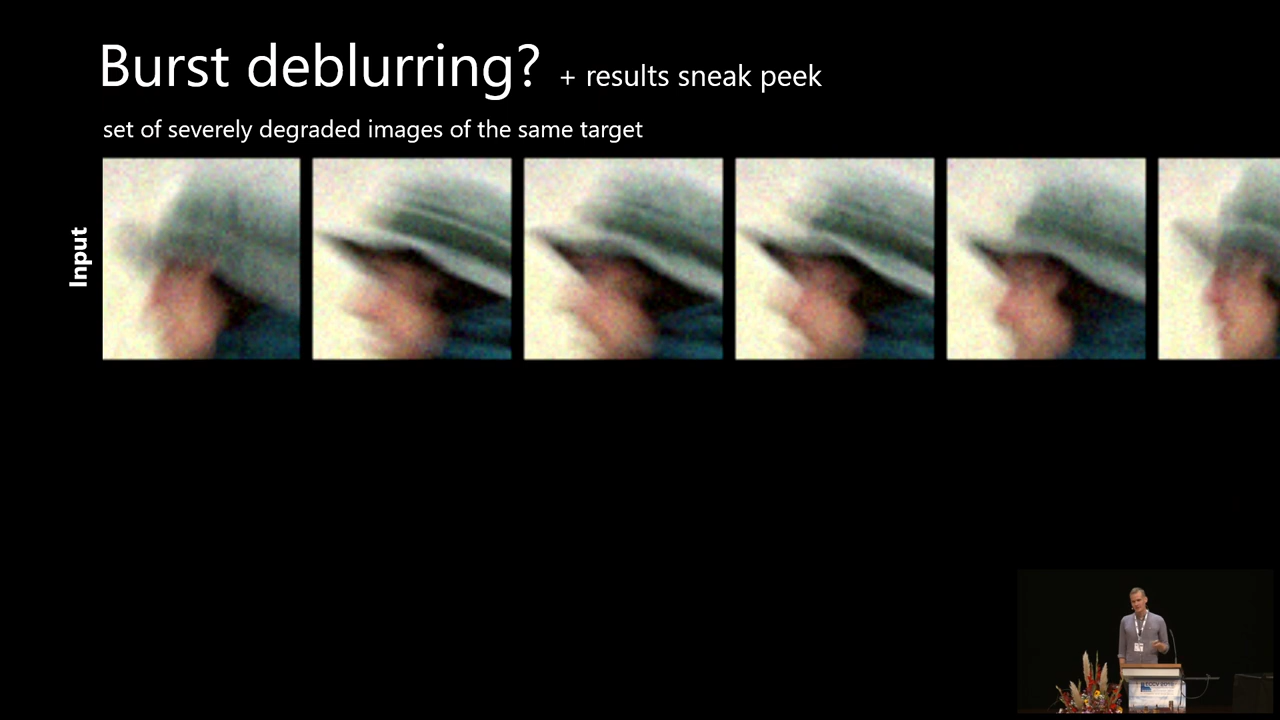 Burst deblurring? + results sneak peek
set of severely degraded images of the same target
Input